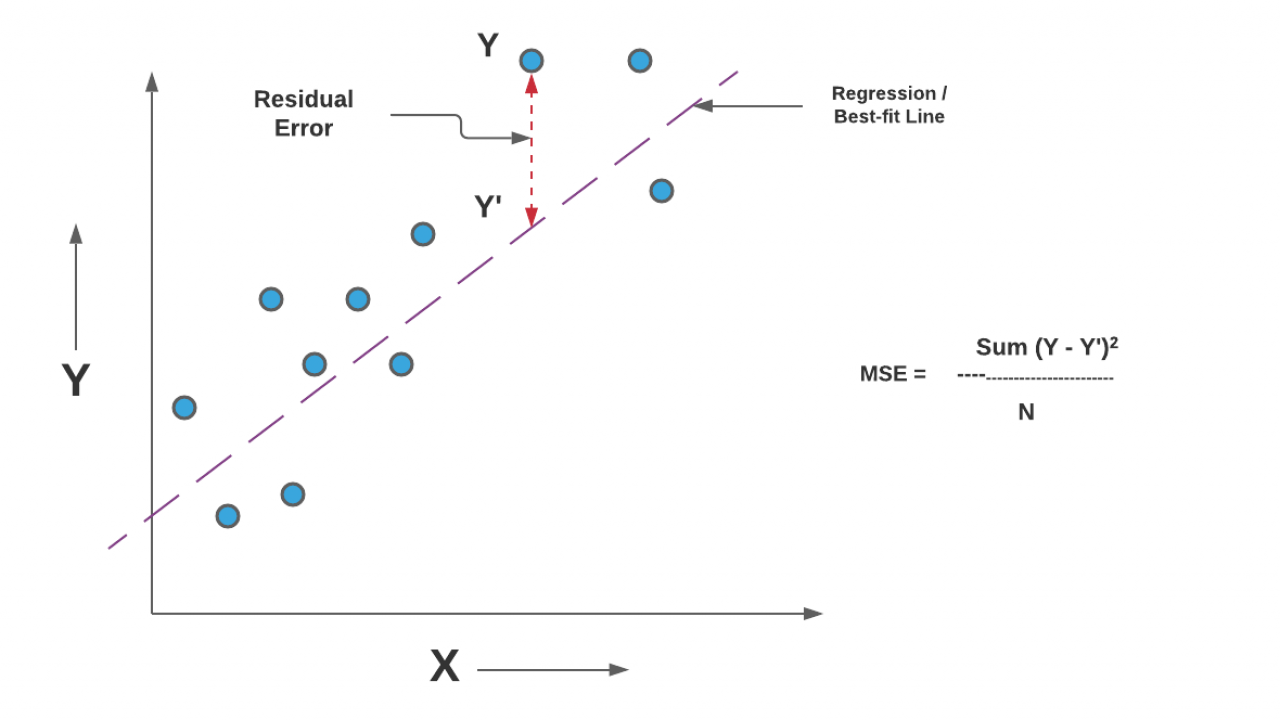 Y
Residual
Error
Regression /
Best-fit Line
Y'
Y
Sum (Y - Y')²
MSE = ---------------------------
N
X